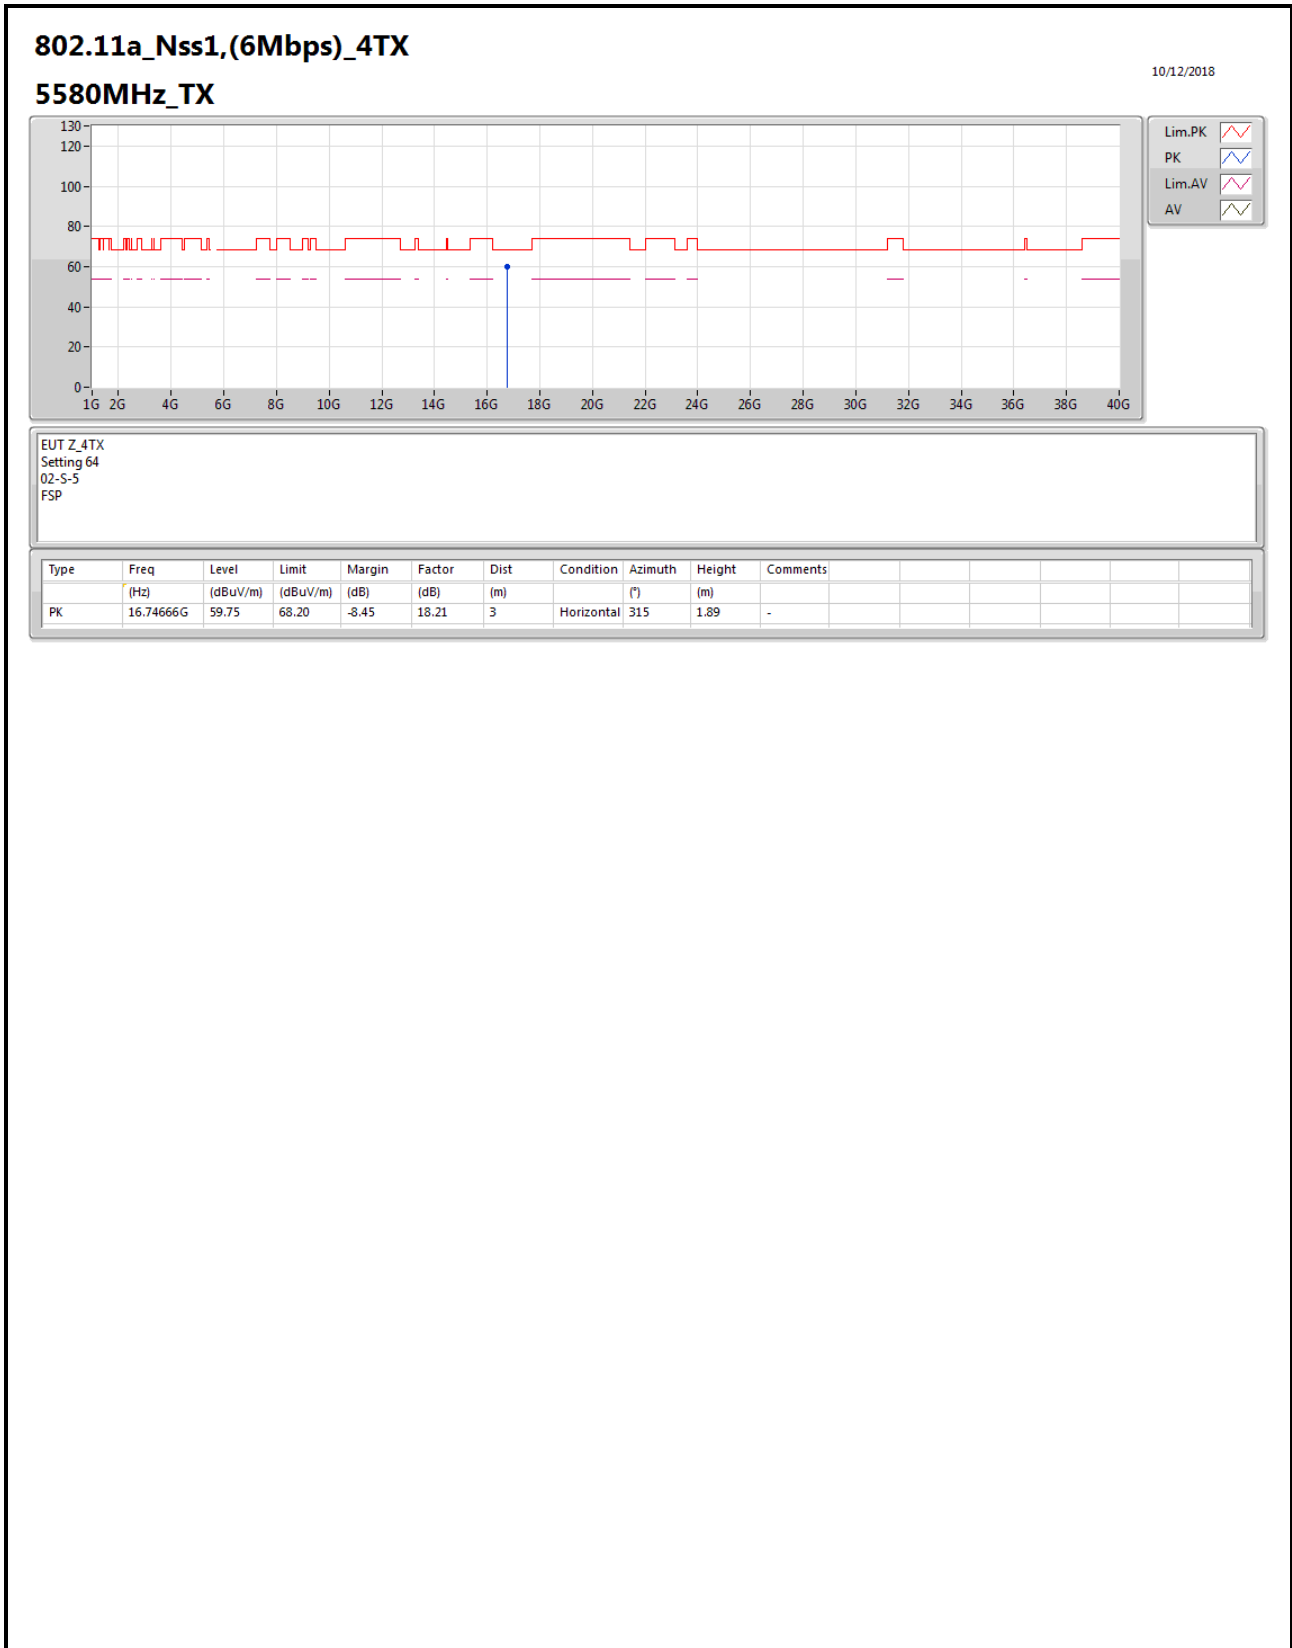 802.11a_Nss1,(6Mbps)_4TX
10/12/2018
5580MHz_TX
130
120
100
80
60
40
20
0
1G 2G 4G 6G 8G 10G 12G 14G 16G 18G 20G 22G 24G 26G 28G 30G 32G 34G 36G 38G 40G
Lim.PK
PK
Lim.AV
AV
EUT Z_4TX
Setting 64
02-S-5
FSP
Type Freq Level Limit Margin Factor Dist Condition Azimuth Height Comments
(Hz) (dBuV/m) (dBuV/m) (dB) (dB) (m) (°) (m)
PK 16.74666G 59.75 68.20 -8.45 18.21 3 Horizontal 315 1.89 -